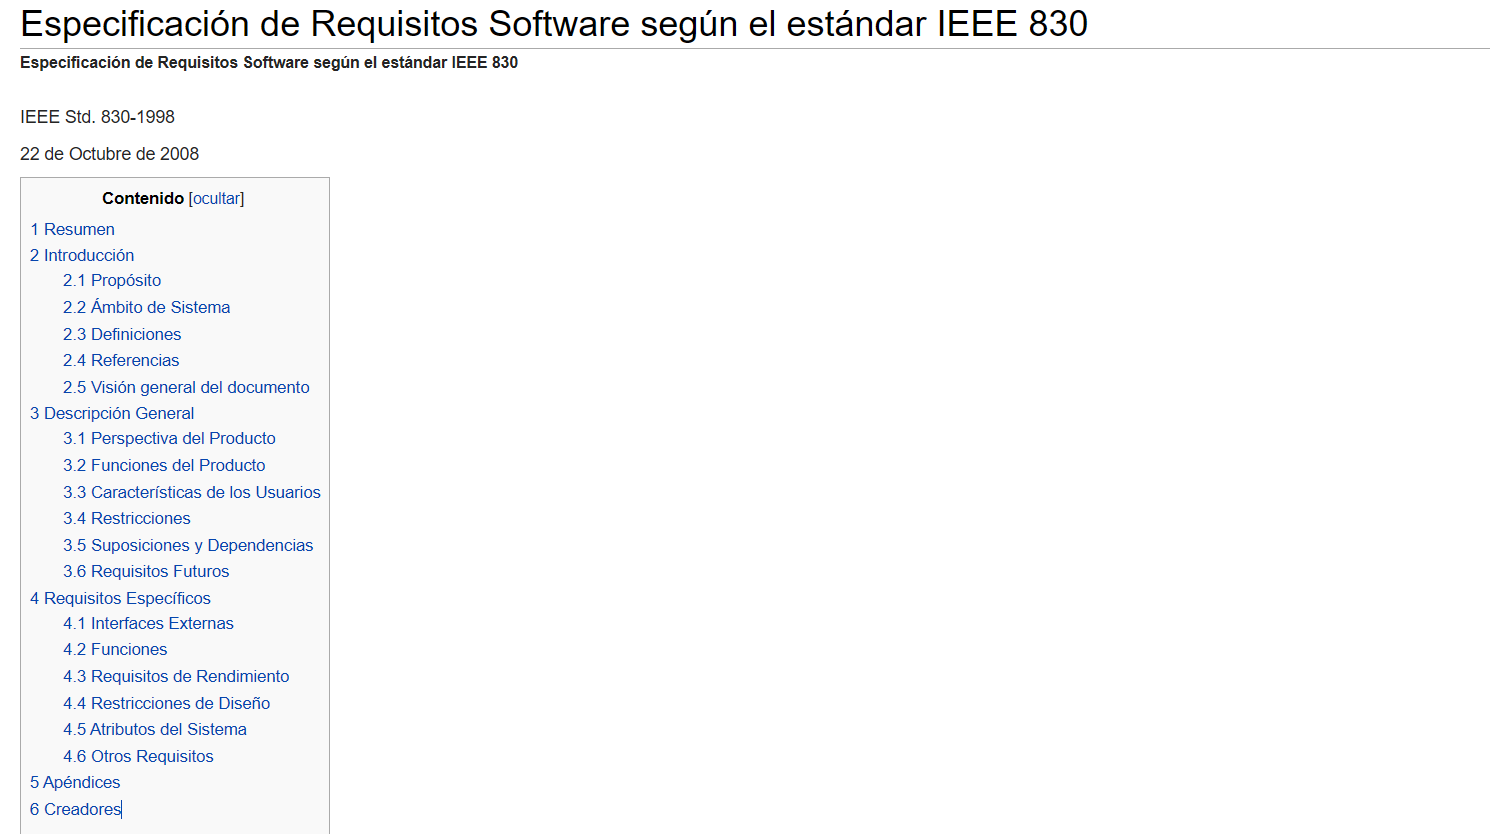 Especificación de Requisitos Software según el estándar IEEE 830
Especificación de Requisitos Software según el estándar IEEE 830
IEEE Std. 830-1998
22 de Octubre de 2008
Contenido [ocultar]
1 Resumen
2 Introducción
2.1 Propósito
2.2 Ámbito de Sistema
2.3 Definiciones
2.4 Referencias
2.5 Visión general del documento
3 Descripción General
3.1 Perspectiva del Producto
3.2 Funciones del Producto
3.3 Características de los Usuarios
3.4 Restricciones
3.5 Suposiciones y Dependencias
3.6 Requisitos Futuros
4 Requisitos Específicos
4.1 Interfaces Externas
4.2 Funciones
4.3 Requisitos de Rendimiento
4.4 Restricciones de Diseño
4.5 Atributos del Sistema
4.6 Otros Requisitos
5 Apéndices
6 Creadores